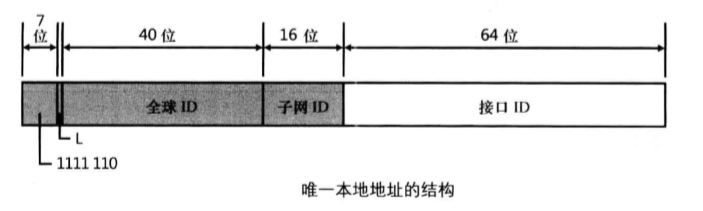 7
位
40 位
16 位
64 位
全球 ID
子网 ID
接口 ID
L
1111 110
唯一本地地址的结构